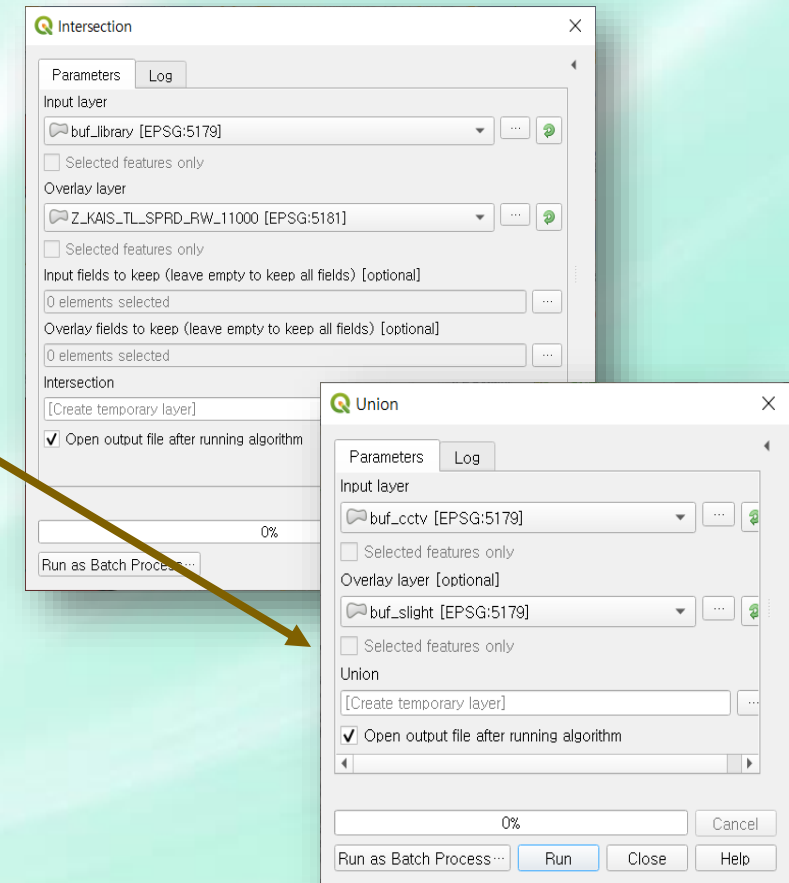 Intersection
Parameters
Log
Input layer
buf_library [EPSG:5179]
Selected features only
Overlay layer
Z_KAIS_TL_SPRD_RW_11000 [EPSG:5181]
Selected features only
Input fields to keep (leave empty to keep all fields) [optional]
0 elements selected
Overlay fields to keep (leave empty to keep all fields) [optional]
0 elements selected
Intersection
[Create temporary layer]
Open output file after running algorithm
0%
Run as Batch Process…
Union
Parameters
Log
Input layer
buf_cctv [EPSG:5179]
Selected features only
Overlay layer [optional]
buf_slight [EPSG:5179]
Selected features only
Union
[Create temporary layer]
Open output file after running algorithm
0%
Cancel
Run as Batch Process…
Run
Close
Help